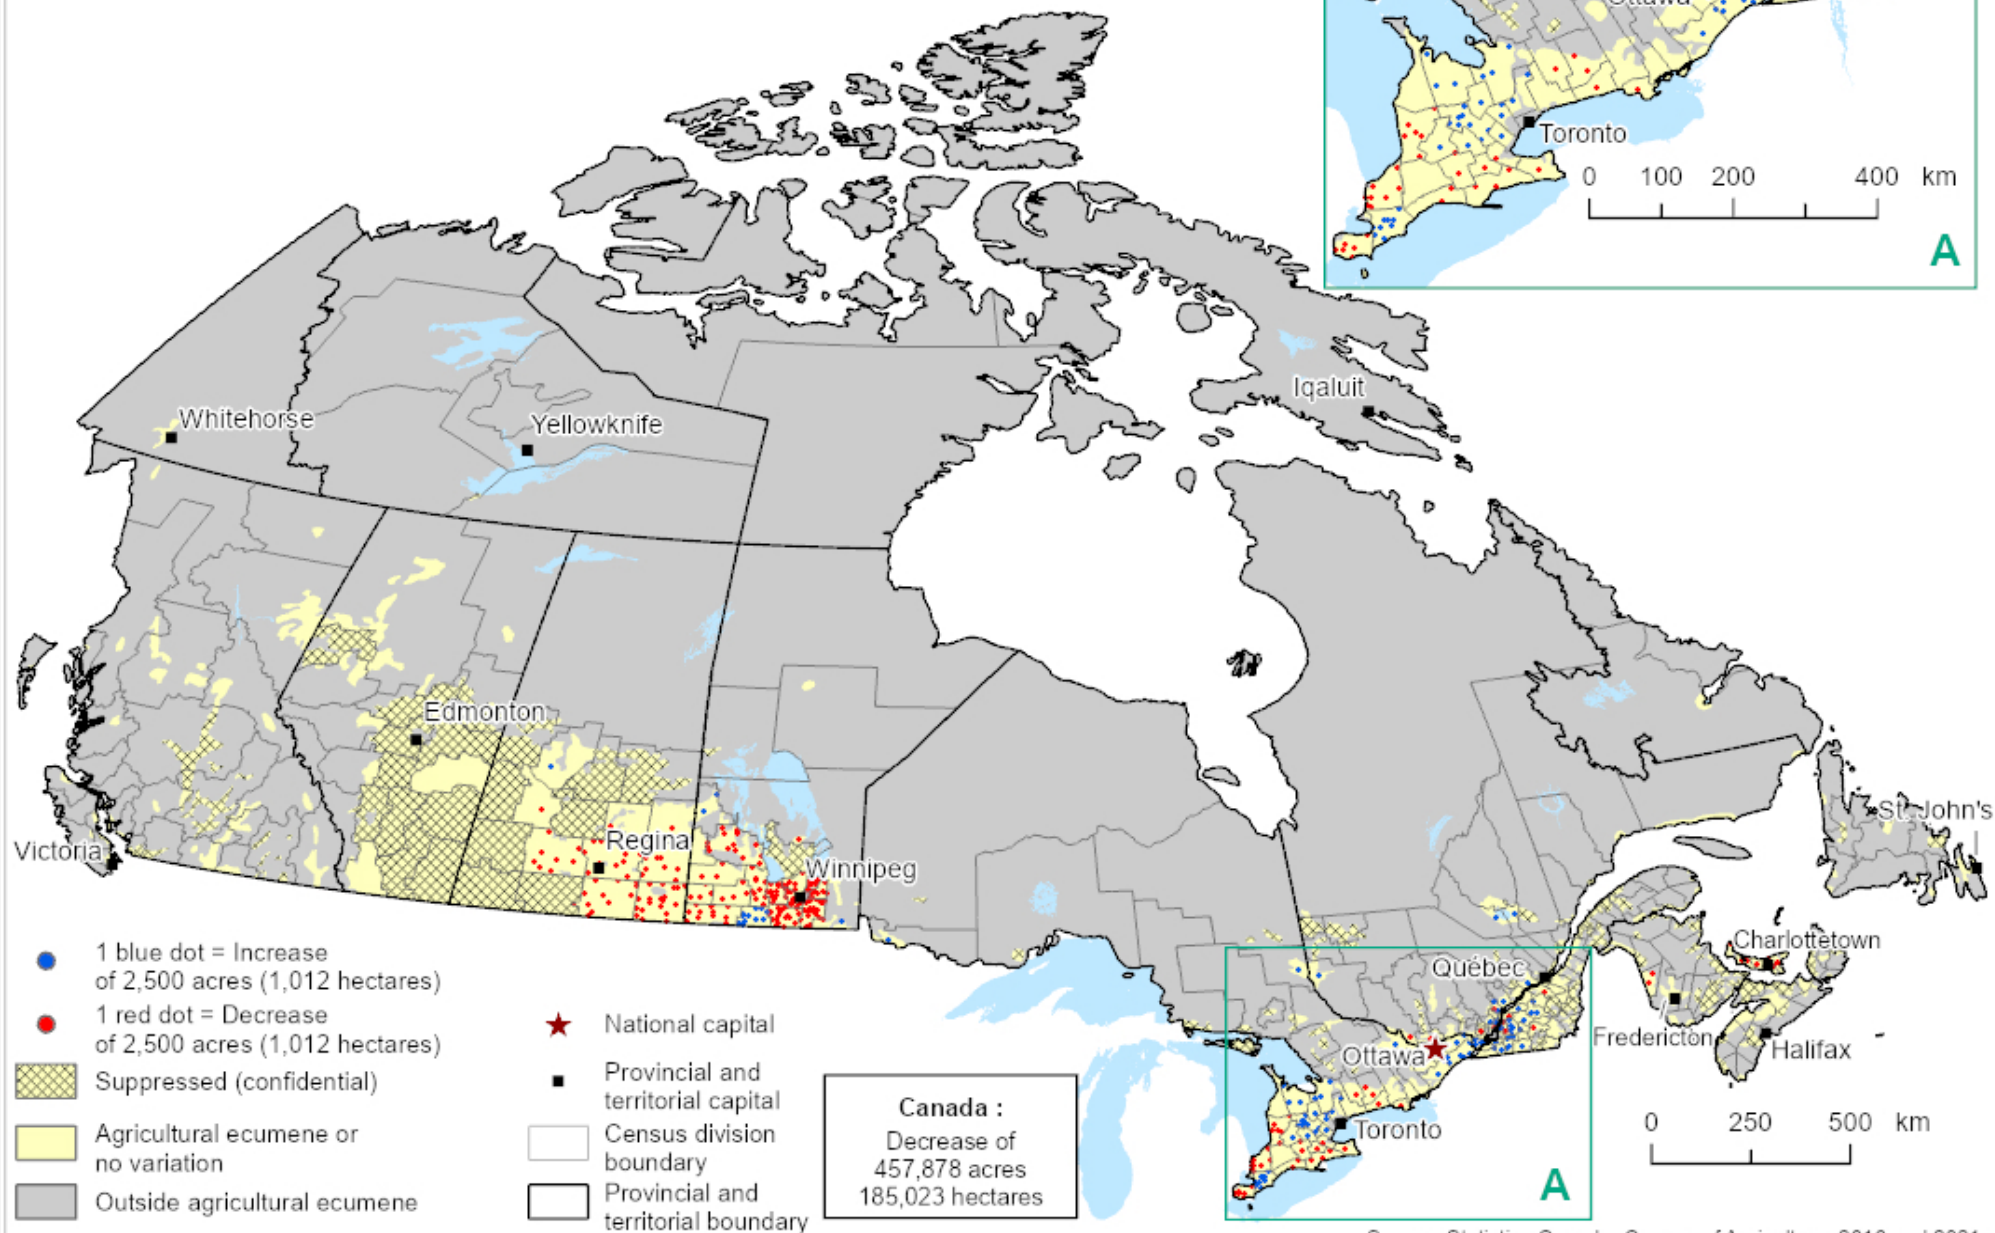 Ottawa
Toronto
0 100 200 400 km
A
Iqaluit
Whitehorse
Yellowknife
Edmonton
Regina
Winnipeg
Victoria
St. John's
Charlottetown
Québec
Fredericton
Halifax
Ottawa
Toronto
A
0 250 500 km
1 blue dot = Increase
of 2,500 acres (1,012 hectares)
1 red dot = Decrease
of 2,500 acres (1,012 hectares)
Suppressed (confidential)
Agricultural ecumene or
no variation
Outside agricultural ecumene
National capital
Provincial and
territorial capital
Census division
boundary
Provincial and
territorial boundary
Canada :
Decrease of
457,878 acres
185,023 hectares